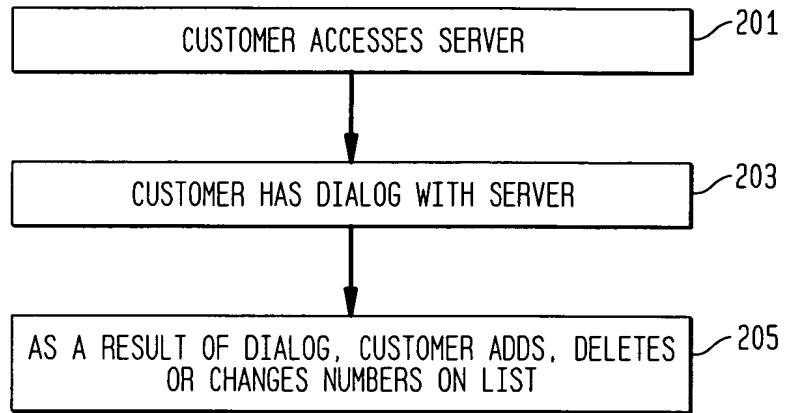 CUSTOMER ACCESSES SERVER
201
CUSTOMER HAS DIALOG WITH SERVER
203
AS A RESULT OF DIALOG, CUSTOMER ADDS, DELETES
OR CHANGES NUMBERS ON LIST
205